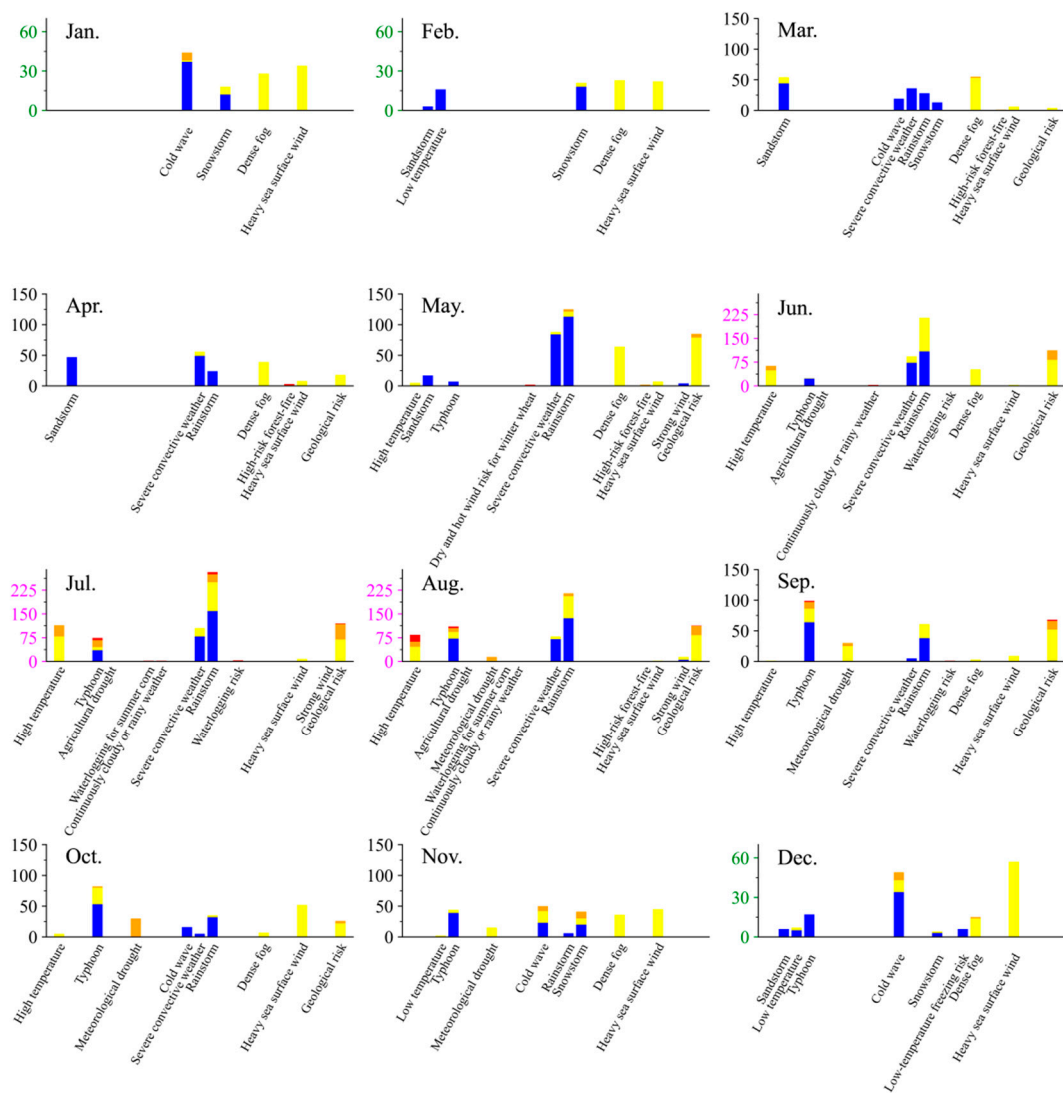 Jan.
60
30
0
Cold wave
Snowstorm
Dense fog
Heavy sea surface wind
Feb.
60
30
0
Sandstorm
Low temperature
Snowstorm
Dense fog
Heavy sea surface wind
Mar.
150
100
50
0
Sandstorm
Cold wave
Severe convective weather
Rainstorm
Snowstorm
Dense fog
High-risk forest-fire
Heavy sea surface wind
Geological risk
Apr.
150
100
50
0
Sandstorm
Severe convective weather
Rainstorm
Dense fog
High-risk forest-fire
Heavy sea surface wind
Geological risk
May.
150
100
50
0
High temperature
Sandstorm
Typhoon
Dry and hot wind risk for winter wheat
Severe convective weather
Rainstorm
Dense fog
High-risk forest-fire
Heavy sea surface wind
Strong wind
Geological risk
Jun.
225
150
75
0
High temperature
Typhoon
Agricultural drought
Continuously cloudy or rainy weather
Severe convective weather
Rainstorm
Waterlogging risk
Dense fog
Heavy sea surface wind
Geological risk
Jul.
225
150
75
0
High temperature
Typhoon
Agricultural drought
Waterlogging for summer corn
Continuously cloudy or rainy weather
Severe convective weather
Rainstorm
Waterlogging risk
Heavy sea surface wind
Strong wind
Geological risk
Aug.
225
150
75
0
High temperature
Typhoon
Agricultural drought
Meteorological drought
Waterlogging for summer corn
Continuously cloudy or rainy weather
Severe convective weather
Rainstorm
High-risk forest-fire
Heavy sea surface wind
Strong wind
Geological risk
Sep.
150
100
50
0
High temperature
Typhoon
Meteorological drought
Severe convective weather
Rainstorm
Waterlogging risk
Dense fog
Heavy sea surface wind
Geological risk
Oct.
150
100
50
0
High temperature
Typhoon
Meteorological drought
Cold wave
Severe convective weather
Rainstorm
Dense fog
Heavy sea surface wind
Geological risk
Nov.
150
100
50
0
Low temperature
Typhoon
Meteorological drought
Cold wave
Rainstorm
Snowstorm
Dense fog
Heavy sea surface wind
Dec.
60
30
0
Sandstorm
Low temperature
Typhoon
Cold wave
Snowstorm
Low-temperature freezing risk
Dense fog
Heavy sea surface wind